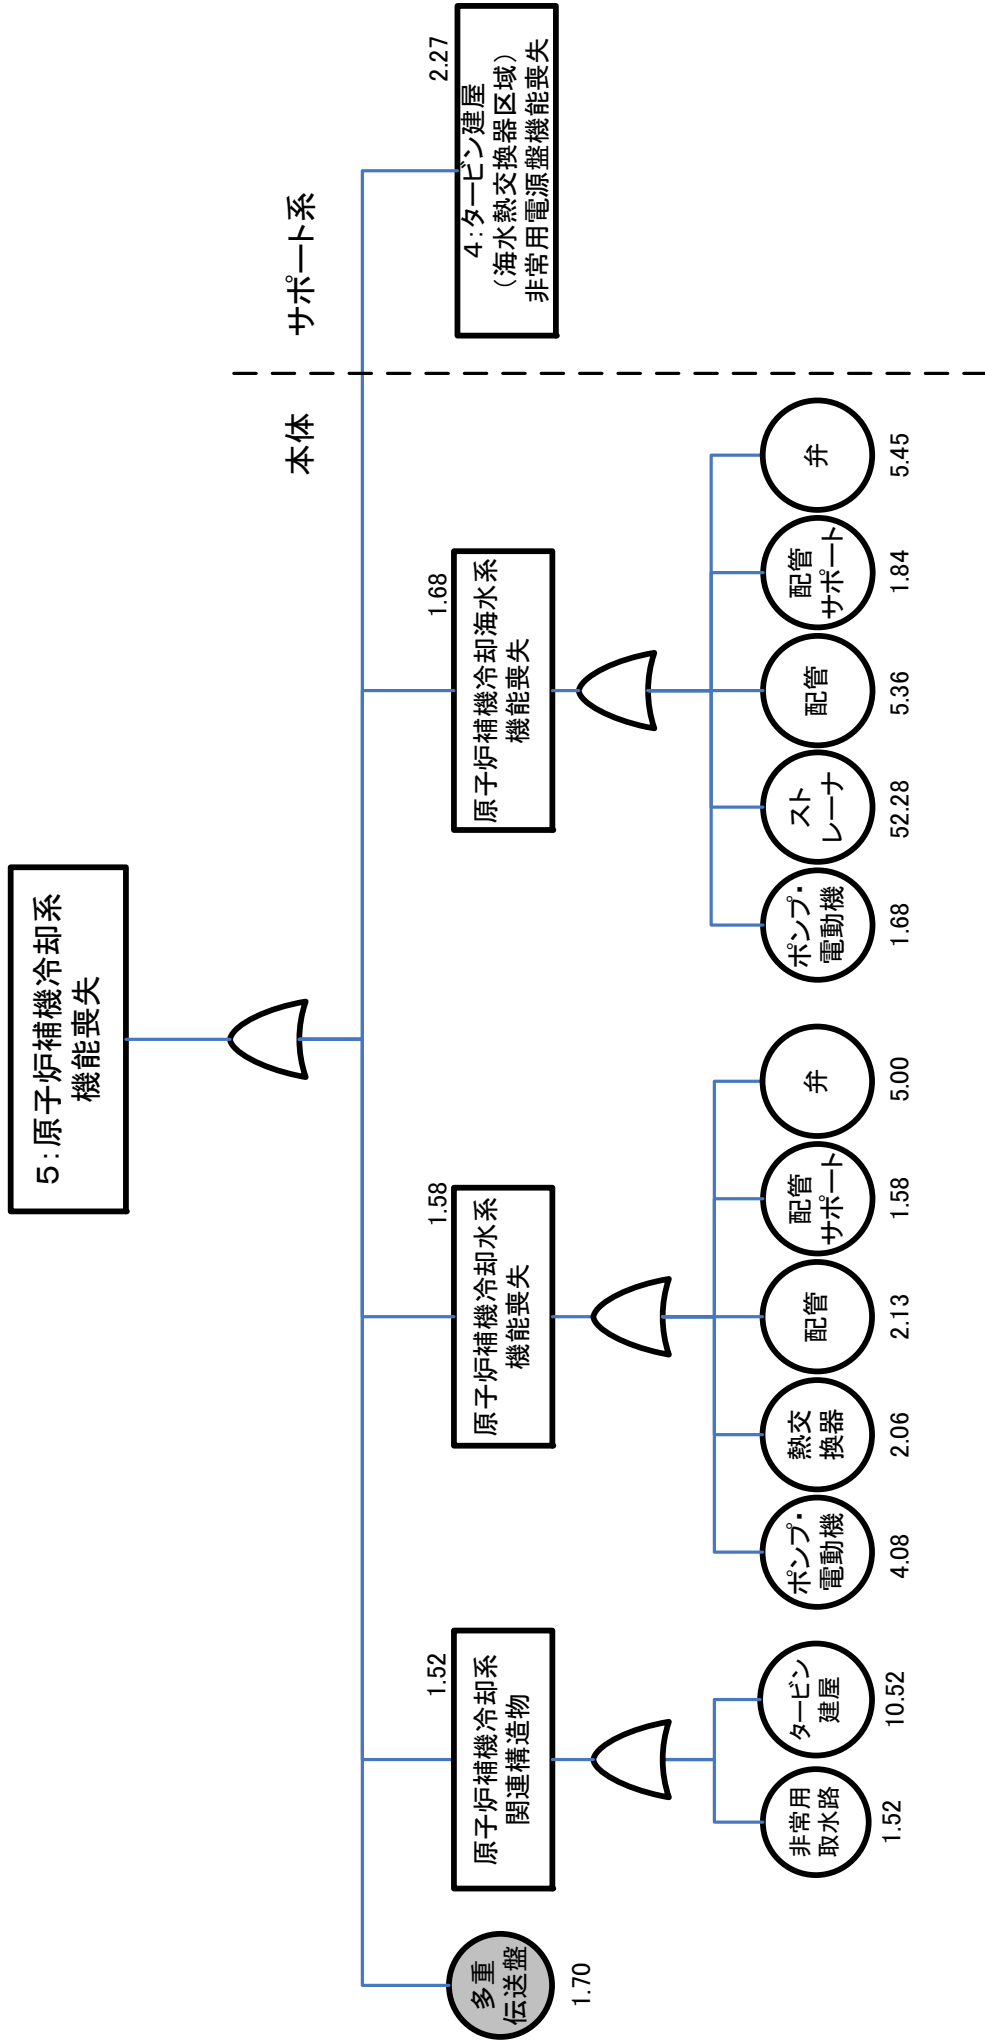 5:原子炉補機冷却系
機能喪失
本体
サポート系
多重
伝送盤
1.70
1.52
原子炉補機冷却系
関連構造物
非常用
取水路
1.52
タービン
建屋
10.52
1.58
原子炉補機冷却水系
機能喪失
ポンプ・
電動機
4.08
熱交
換器
2.06
配管
2.13
配管
サポート
1.58
弁
5.00
1.68
原子炉補機冷却海水系
機能喪失
ポンプ・
電動機
1.68
スト
レーナ
52.28
配管
5.36
配管
サポート
1.84
弁
5.45
2.27
4:タービン建屋
(海水熱交換器区域)
非常用電源盤機能喪失